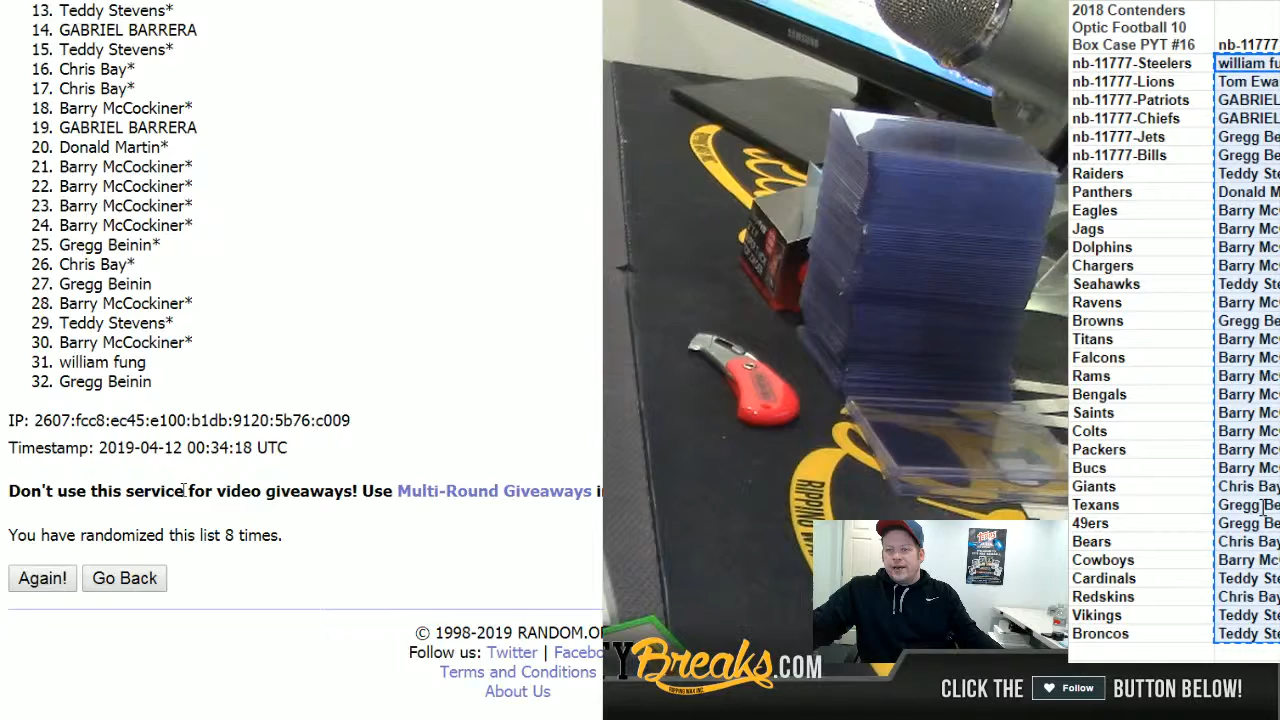 13. Teddy Stevens*
14. GABRIEL BARRERA
15. Teddy Stevens*
16. Chris Bay*
17. Chris Bay*
18. Barry McCockiner*
19. GABRIEL BARRERA
20. Donald Martin*
21. Barry McCockiner*
22. Barry McCockiner*
23. Barry McCockiner*
24. Barry McCockiner*
25. Gregg Beinin*
26. Chris Bay*
27. Gregg Beinin
28. Barry McCockiner*
29. Teddy Stevens*
30. Barry McCockiner*
31. william fung
32. Gregg Beinin
IP: 2607:fcc8:ec45:e100:b1db:9120:5b76:c009
Timestamp: 2019-04-12 00:34:18 UTC
Don't use this service for video giveaways! Use Multi-Round Giveaways i
You have randomized this list 8 times.
Again! Go Back
© 1998-2019 RANDOM.O
Follow us: Twitter | Facebo
Terms and Conditions
About Us
SAMSUNG
TYBreaks.COM
RIPPING WAX INC.
CLICK THE Follow BUTTON BELOW!
2018 Contenders
Optic Football 10
Box Case PYT #16 nb-11777
nb-11777-Steelers william fu
nb-11777-Lions Tom Ewa
nb-11777-Patriots GABRIEL
nb-11777-Chiefs GABRIEL
nb-11777-Jets Gregg Be
nb-11777-Bills Gregg Be
Raiders Teddy Ste
Panthers Donald M
Eagles Barry Mc
Jags Barry Mc
Dolphins Barry Mc
Chargers Barry Mc
Seahawks Teddy Ste
Ravens Barry Mc
Browns Gregg Be
Titans Barry Mc
Falcons Barry Mc
Rams Barry Mc
Bengals Barry Mc
Saints Barry Mc
Colts Barry Mc
Packers Barry Mc
Bucs Barry Mc
Giants Chris Bay
Texans Gregg Be
49ers Gregg Be
Bears Chris Bay
Cowboys Barry Mc
Cardinals Teddy Ste
Redskins Chris Bay
Vikings Teddy Ste
Broncos Teddy Ste